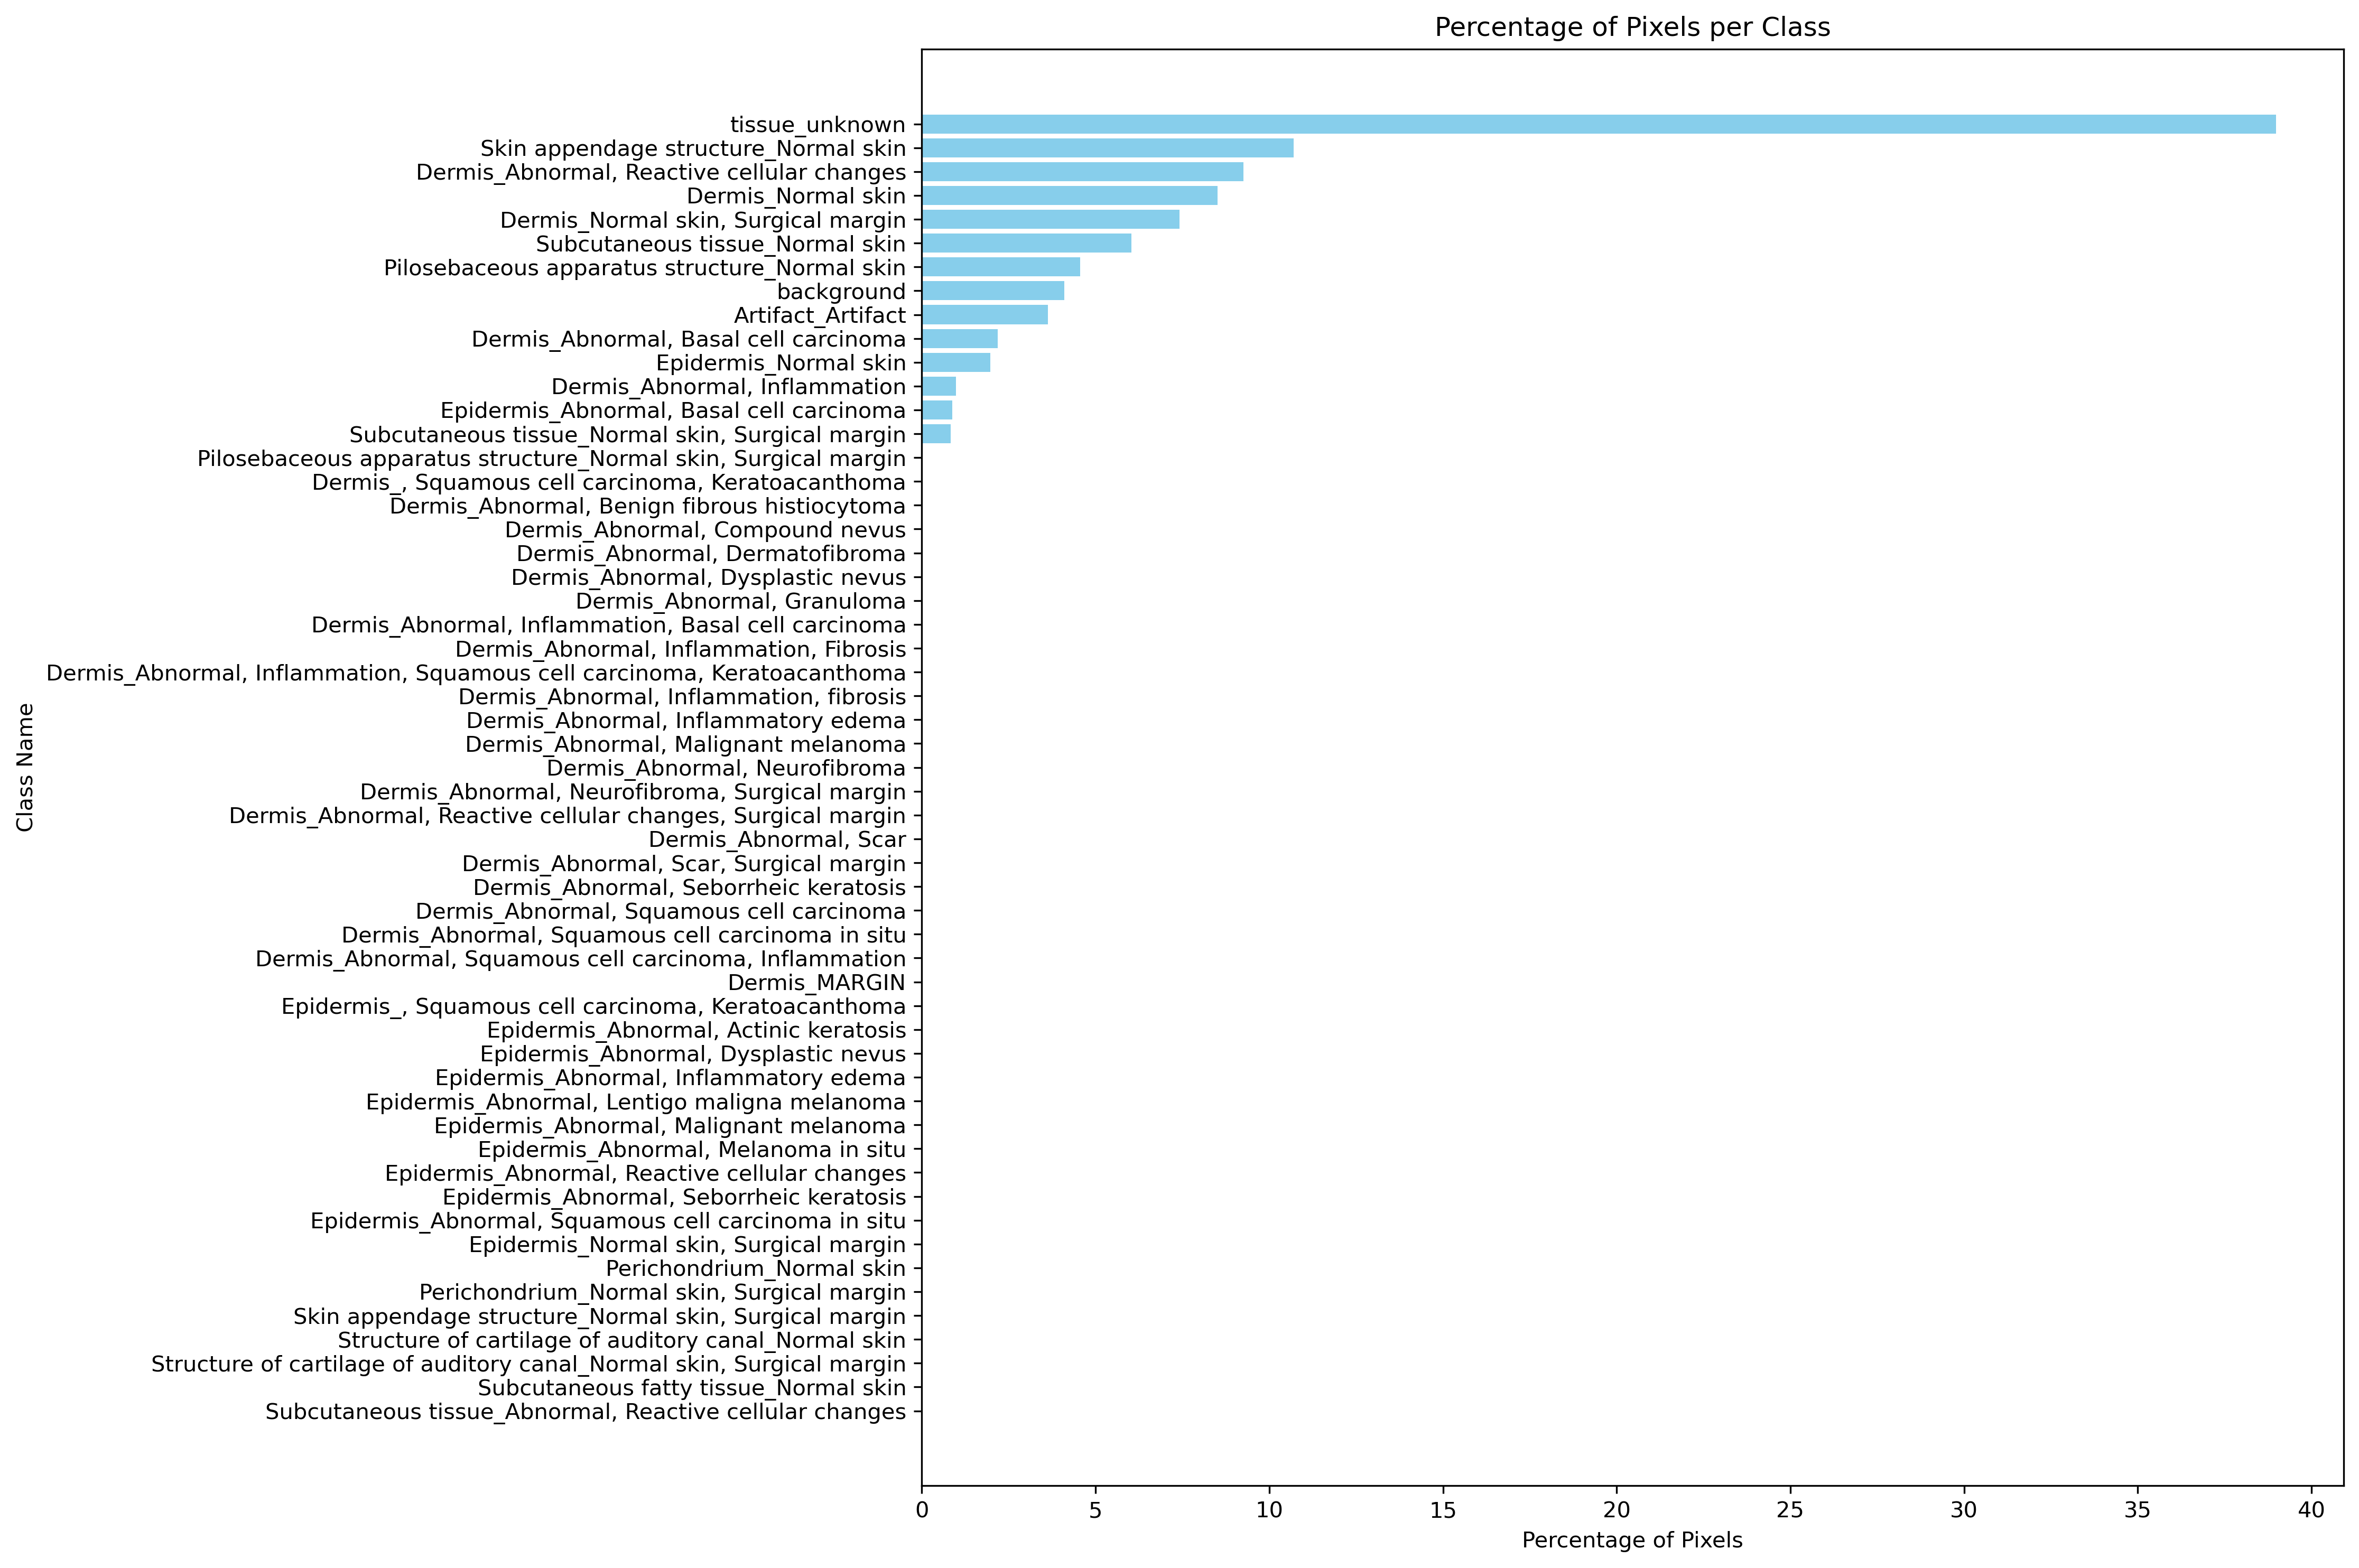 Percentage of Pixels per Class
tissue_unknown
Skin appendage structure_Normal skin
Dermis_Abnormal, Reactive cellular changes
Dermis_Normal skin
Dermis_Normal skin, Surgical margin
Subcutaneous tissue_Normal skin
Pilosebaceous apparatus structure_Normal skin
background
Artifact_Artifact
Dermis_Abnormal, Basal cell carcinoma
Epidermis_Normal skin
Dermis_Abnormal, Inflammation
Epidermis_Abnormal, Basal cell carcinoma
Subcutaneous tissue_Normal skin, Surgical margin
Pilosebaceous apparatus structure_Normal skin, Surgical margin
Dermis_, Squamous cell carcinoma, Keratoacanthoma
Dermis_Abnormal, Benign fibrous histiocytoma
Dermis_Abnormal, Compound nevus
Dermis_Abnormal, Dermatofibroma
Dermis_Abnormal, Dysplastic nevus
Dermis_Abnormal, Granuloma
Dermis_Abnormal, Inflammation, Basal cell carcinoma
Dermis_Abnormal, Inflammation, Fibrosis
Dermis_Abnormal, Inflammation, Squamous cell carcinoma, Keratoacanthoma
Dermis_Abnormal, Inflammation, fibrosis
Dermis_Abnormal, Inflammatory edema
Dermis_Abnormal, Malignant melanoma
Dermis_Abnormal, Neurofibroma
Dermis_Abnormal, Neurofibroma, Surgical margin
Dermis_Abnormal, Reactive cellular changes, Surgical margin
Dermis_Abnormal, Scar
Dermis_Abnormal, Scar, Surgical margin
Dermis_Abnormal, Seborrheic keratosis
Dermis_Abnormal, Squamous cell carcinoma
Dermis_Abnormal, Squamous cell carcinoma in situ
Dermis_Abnormal, Squamous cell carcinoma, Inflammation
Dermis_MARGIN
Epidermis_, Squamous cell carcinoma, Keratoacanthoma
Epidermis_Abnormal, Actinic keratosis
Epidermis_Abnormal, Dysplastic nevus
Epidermis_Abnormal, Inflammatory edema
Epidermis_Abnormal, Lentigo maligna melanoma
Epidermis_Abnormal, Malignant melanoma
Epidermis_Abnormal, Melanoma in situ
Epidermis_Abnormal, Reactive cellular changes
Epidermis_Abnormal, Seborrheic keratosis
Epidermis_Abnormal, Squamous cell carcinoma in situ
Epidermis_Normal skin, Surgical margin
Perichondrium_Normal skin
Perichondrium_Normal skin, Surgical margin
Skin appendage structure_Normal skin, Surgical margin
Structure of cartilage of auditory canal_Normal skin
Structure of cartilage of auditory canal_Normal skin, Surgical margin
Subcutaneous fatty tissue_Normal skin
Subcutaneous tissue_Abnormal, Reactive cellular changes
Class Name
0 5 10 15 20 25 30 35 40
Percentage of Pixels